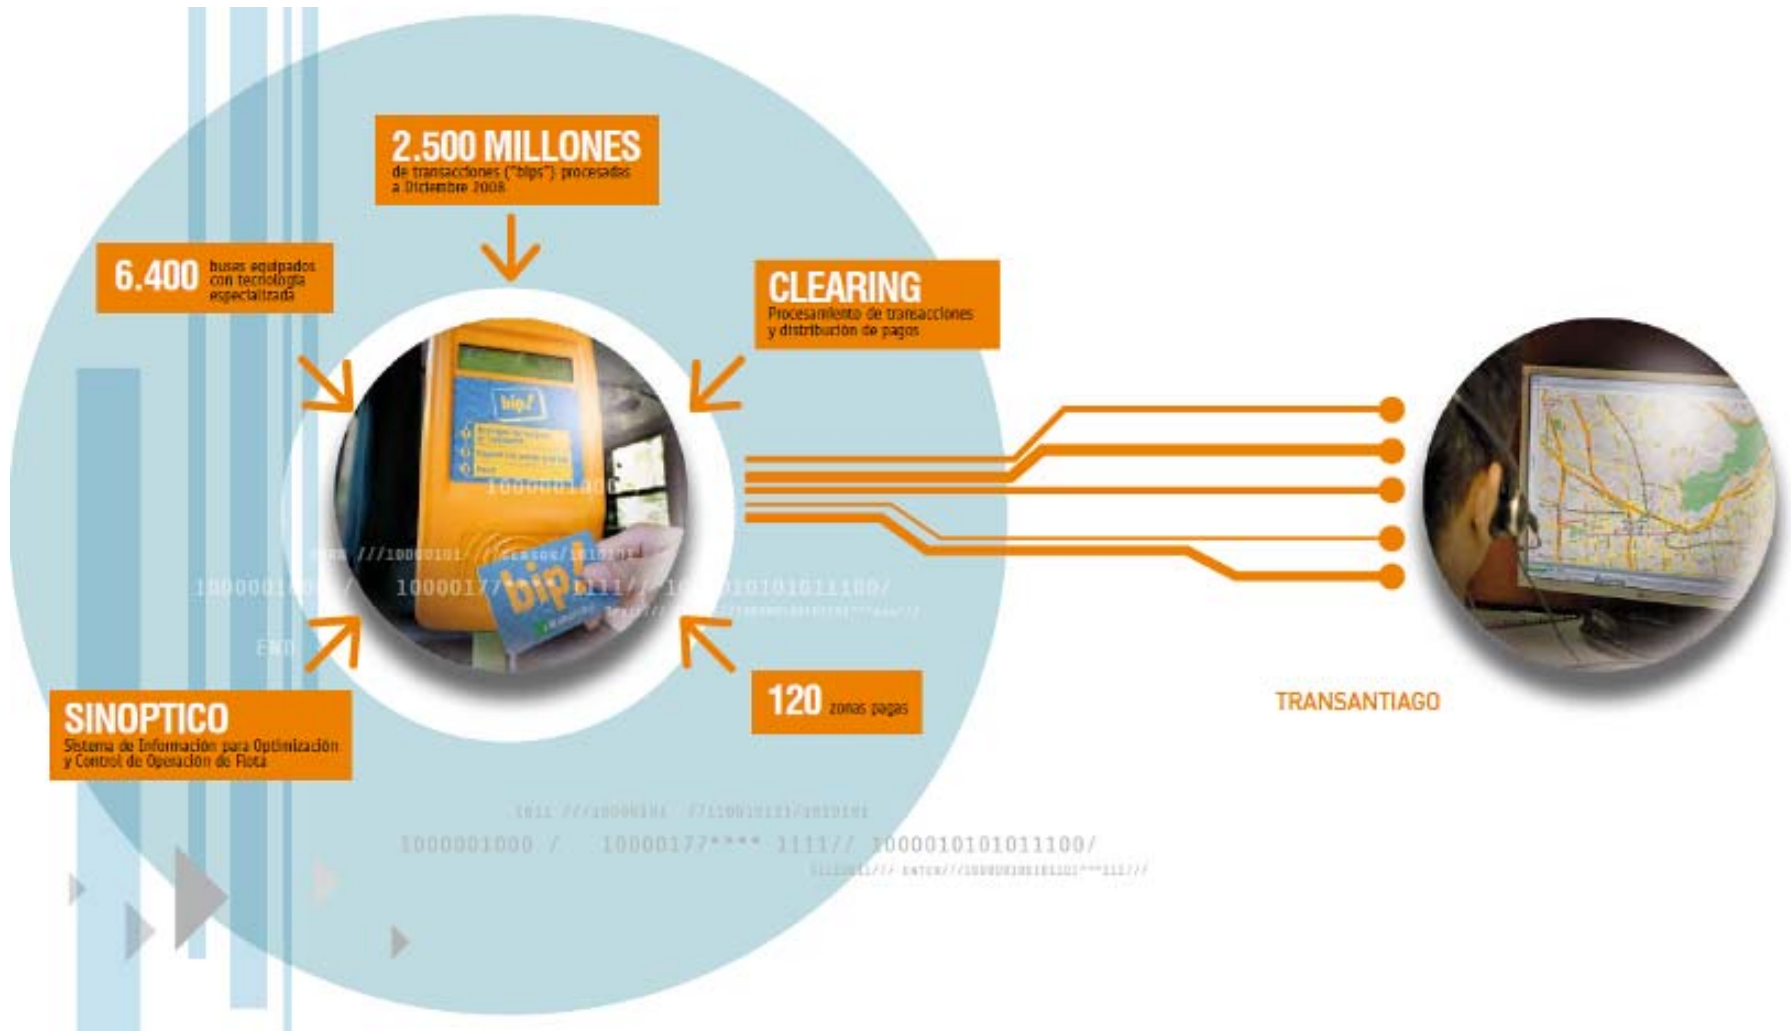 2.500 MILLONES
de transacciones ("bips") procesadas
a Diciembre 2008
6.400
buses equipados
con tecnología
especializada
CLEARING
Procesamiento de transacciones
y distribución de pagos
bip!
1000001000 /
bip!
SINOPTICO
Sistema de Información para Optimización
y Control de Operación de Flota
120 zonas pagas
TRANSANTIAGO
1000001000 / 10000177**** 1111// 1000010101011100/